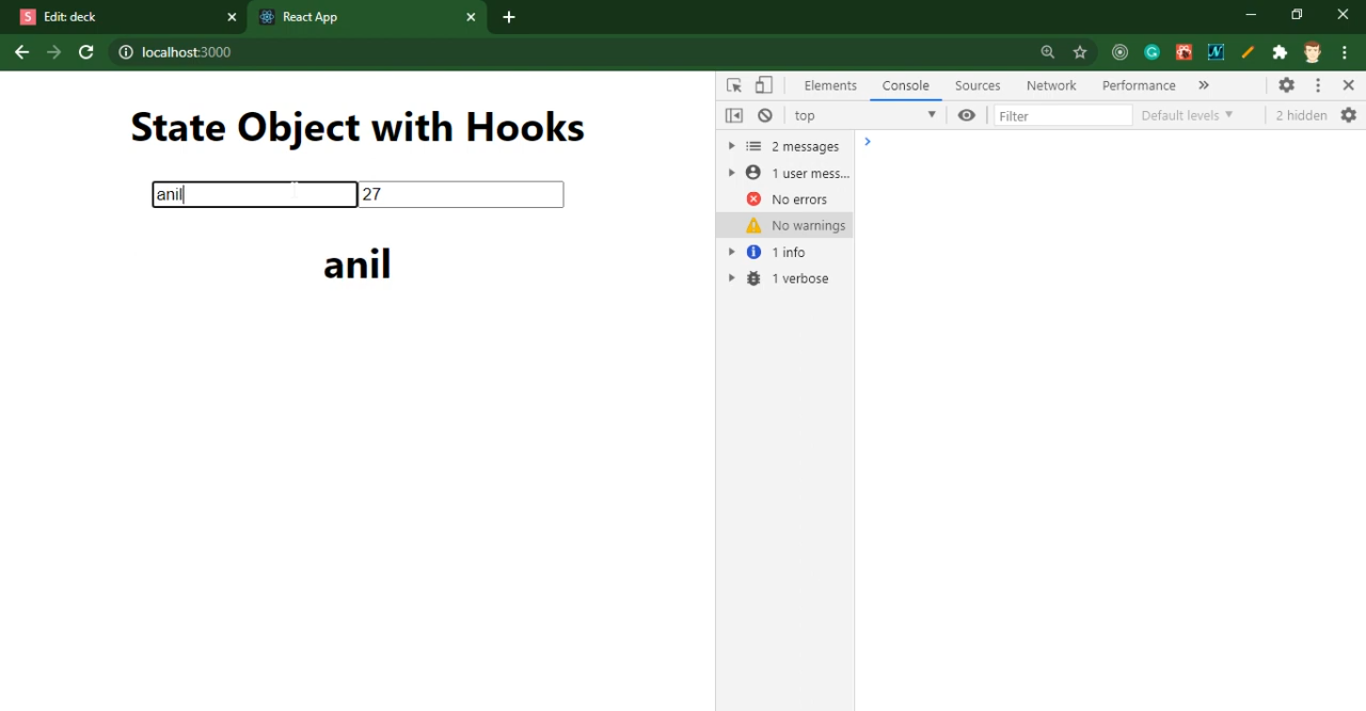 Edit: deck
React App
localhost:3000
Elements Console Sources Network Performance
top
Filter
Default levels
2 hidden
State Object with Hooks
anil
27
anil
2 messages
1 user mess...
No errors
No warnings
1 info
1 verbose